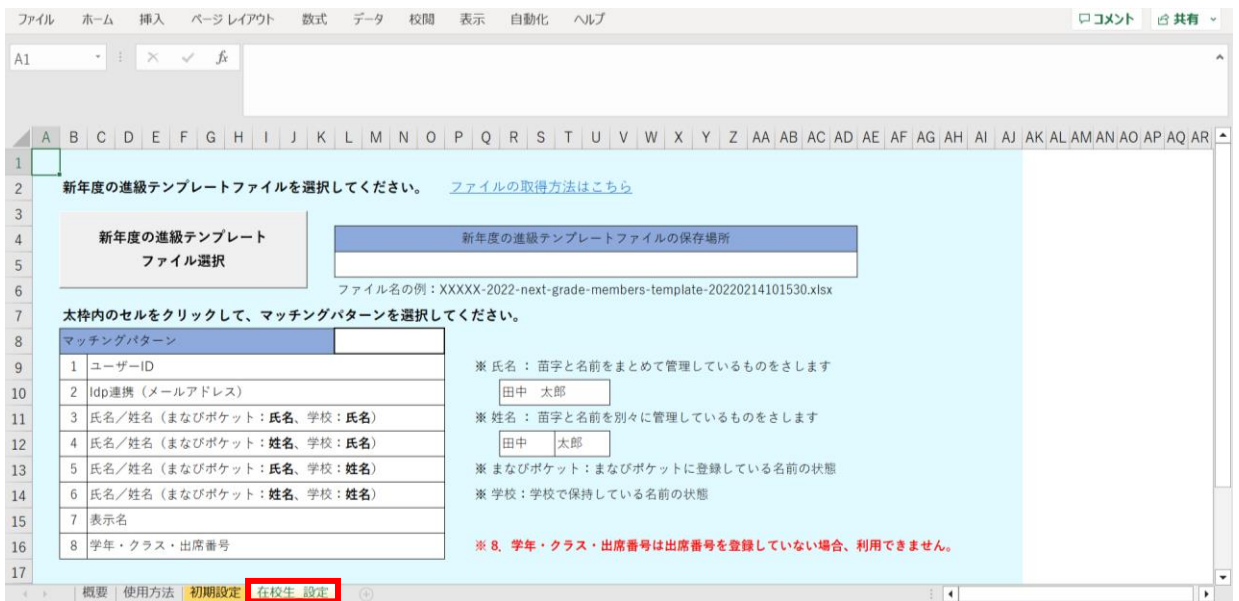 ファイル ホーム 挿入 ページ レイアウト 数式 データ 校閲 表示 自動化 ヘルプ コメント 共有
A1 fx
A B C D E F G H I J K L M N O P Q R S T U V W X Y Z AA AB AC AD AE AF AG AH AI AJ AK AL AM AN AO AP AQ AR
1
2 新年度の進級テンプレートファイルを選択してください。 ファイルの取得方法はこちら
3
4 新年度の進級テンプレート 新年度の進級テンプレートファイルの保存場所
5 ファイル選択
6 ファイル名の例：XXXXX-2022-next-grade-members-template-20220214101530.xlsx
7 太枠内のセルをクリックして、マッチングパターンを選択してください。
8 マッチングパターン
9 1 ユーザーID ※ 氏名 ： 苗字と名前をまとめて管理しているものをさします
10 2 Idp連携（メールアドレス） 田中 太郎
11 3 氏名／姓名（まなびポケット：氏名、学校：氏名） ※ 姓名 ： 苗字と名前を別々に管理しているものをさします
12 4 氏名／姓名（まなびポケット：姓名、学校：氏名） 田中 太郎
13 5 氏名／姓名（まなびポケット：氏名、学校：姓名） ※ まなびポケット：まなびポケットに登録している名前の状態
14 6 氏名／姓名（まなびポケット：姓名、学校：姓名） ※ 学校：学校で保持している名前の状態
15 7 表示名
16 8 学年・クラス・出席番号 ※ 8．学年・クラス・出席番号は出席番号を登録していない場合、利用できません。
17
概要 使用方法 初期設定 在校生_設定